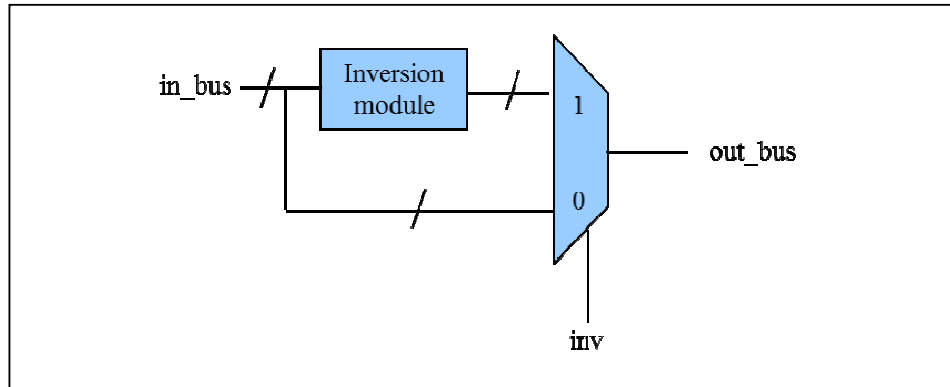 in_bus
Inversion
module
1
0
out_bus
inv